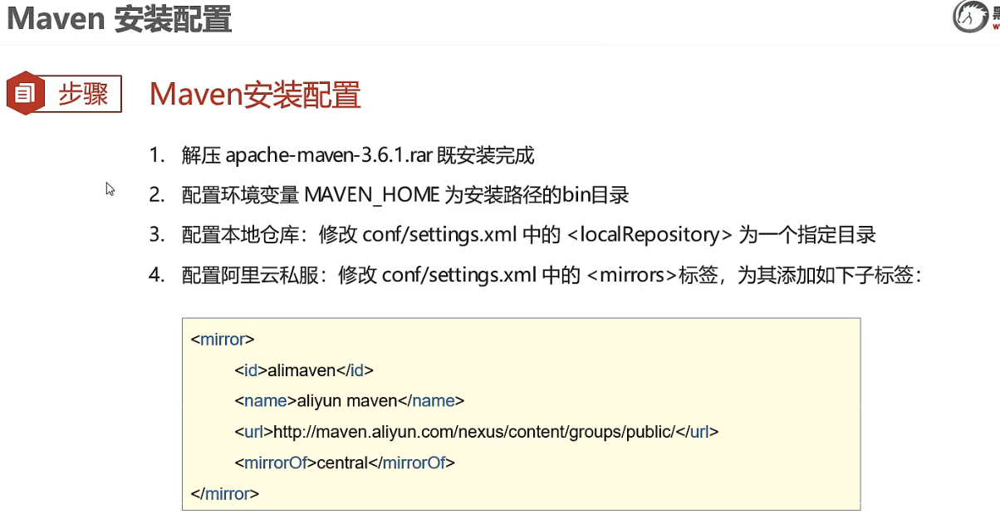 Maven 安装配置
步骤
Maven安装配置
1. 解压 apache-maven-3.6.1.rar 既安装完成
2. 配置环境变量 MAVEN_HOME 为安装路径的bin目录
3. 配置本地仓库：修改 conf/settings.xml 中的 <localRepository> 为一个指定目录
4. 配置阿里云私服：修改 conf/settings.xml 中的 <mirrors>标签，为其添加如下子标签：
<mirror>
<id>alimaven</id>
<name>aliyun maven</name>
<url>http://maven.aliyun.com/nexus/content/groups/public/</url>
<mirrorOf>central</mirrorOf>
</mirror>